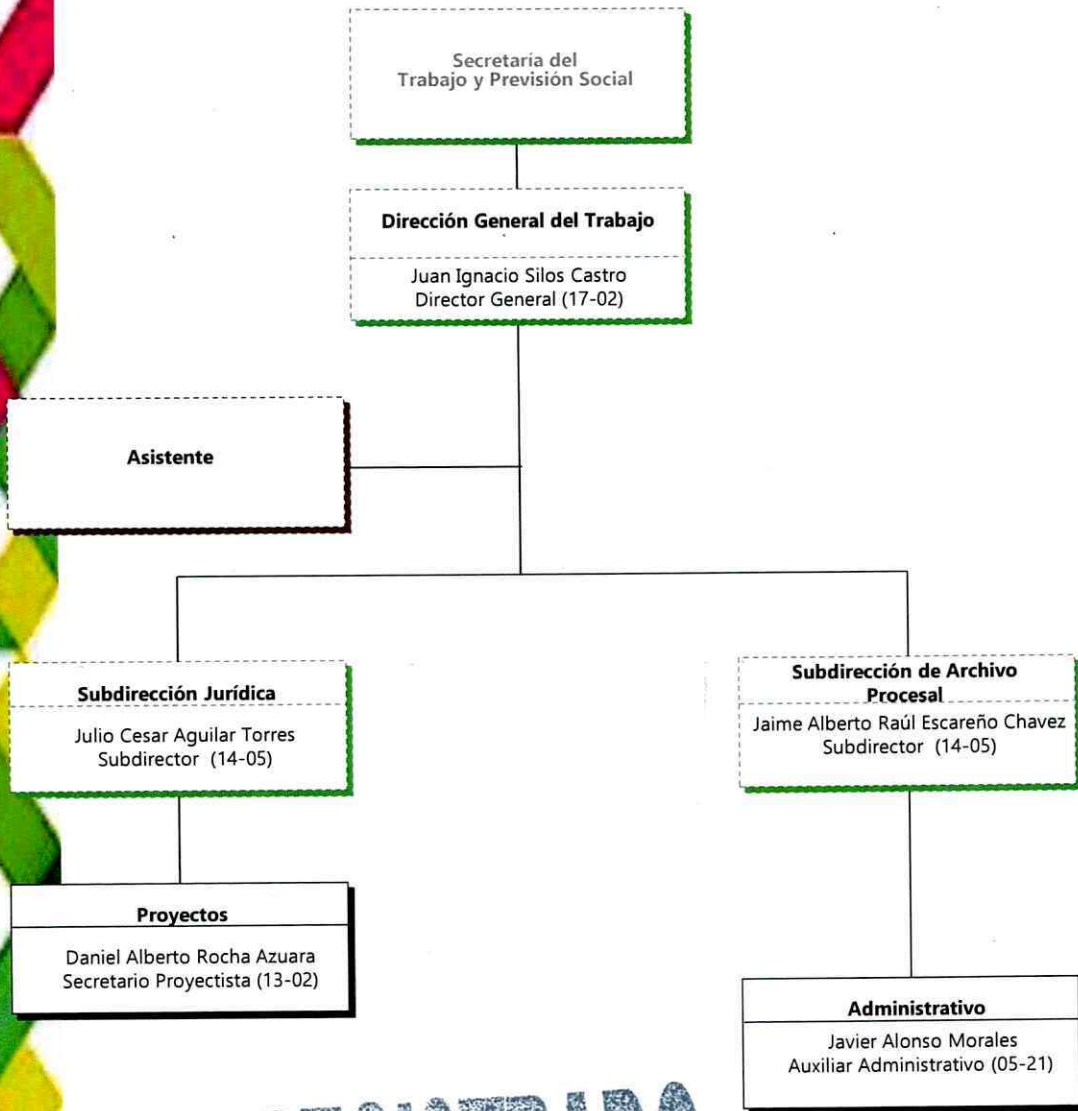 Secretaría del
Trabajo y Previsión Social
Dirección General del Trabajo
Juan Ignacio Silos Castro
Director General (17-02)
Asistente
Subdirección Jurídica
Julio Cesar Aguilar Torres
Subdirector (14-05)
Subdirección de Archivo
Procesal
Jaime Alberto Raúl Escareño Chavez
Subdirector (14-05)
Proyectos
Daniel Alberto Rocha Azuara
Secretario Proyectista (13-02)
Administrativo
Javier Alonso Morales
Auxiliar Administrativo (05-21)